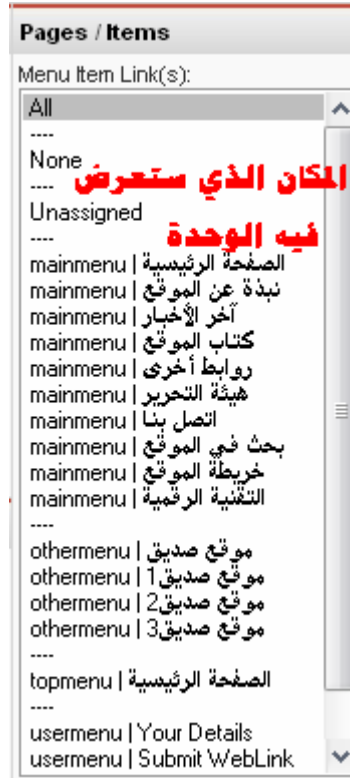 Pages / Items
Menu Item Link(s):
All
----
None
----
المكان الذي ستعرض
Unassigned
فيه الوحدة
----
mainmenu | الصفحة الرئيسية
mainmenu | نبذة عن الموقع
mainmenu | آخر الأخبار
mainmenu | كتاب الموقع
mainmenu | روابط أخرى
mainmenu | هيئة التحرير
mainmenu | اتصل بنا
mainmenu | بحث في الموقع
mainmenu | خريطة الموقع
mainmenu | التقنية الرقمية
----
othermenu | موقع صديق
othermenu | موقع صديق1
othermenu | موقع صديق2
othermenu | موقع صديق3
----
topmenu | الصفحة الرئيسية
----
usermenu | Your Details
usermenu | Submit WebLink